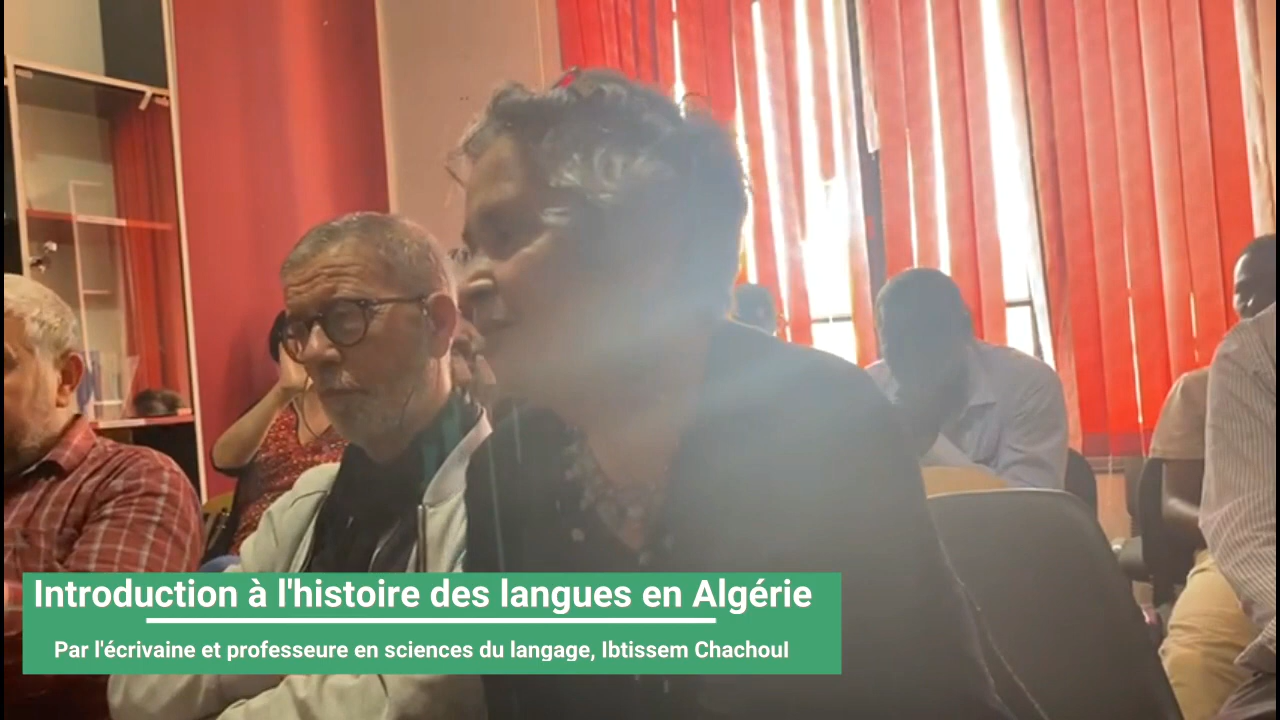 Introduction à l'histoire des langues en Algérie
Par l'écrivaine et professeure en sciences du langage, Ibtissem Chachoul